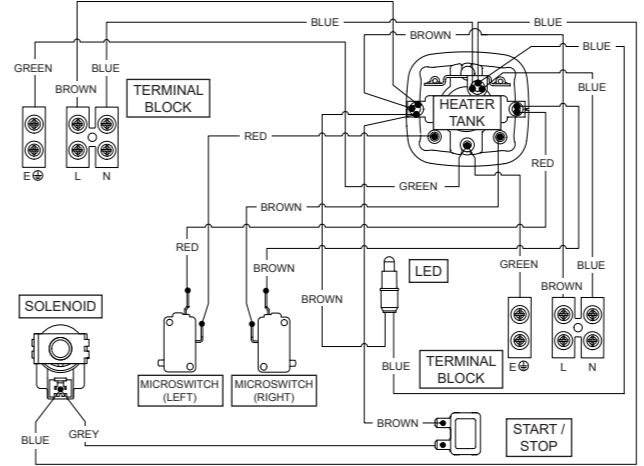 BLUE
BLUE
BROWN
BLUE
GREEN
BLUE
BROWN
BLUE
TERMINAL
BLOCK
HEATER
TANK
RED
RED
E L N
GREEN
BROWN
RED
BROWN
LED
GREEN
BLUE
BROWN
BROWN
SOLENOID
TERMINAL
BLOCK
E L N
BLUE
MICROSWITCH
(LEFT)
MICROSWITCH
(RIGHT)
BROWN
START /
STOP
BLUE
GREY